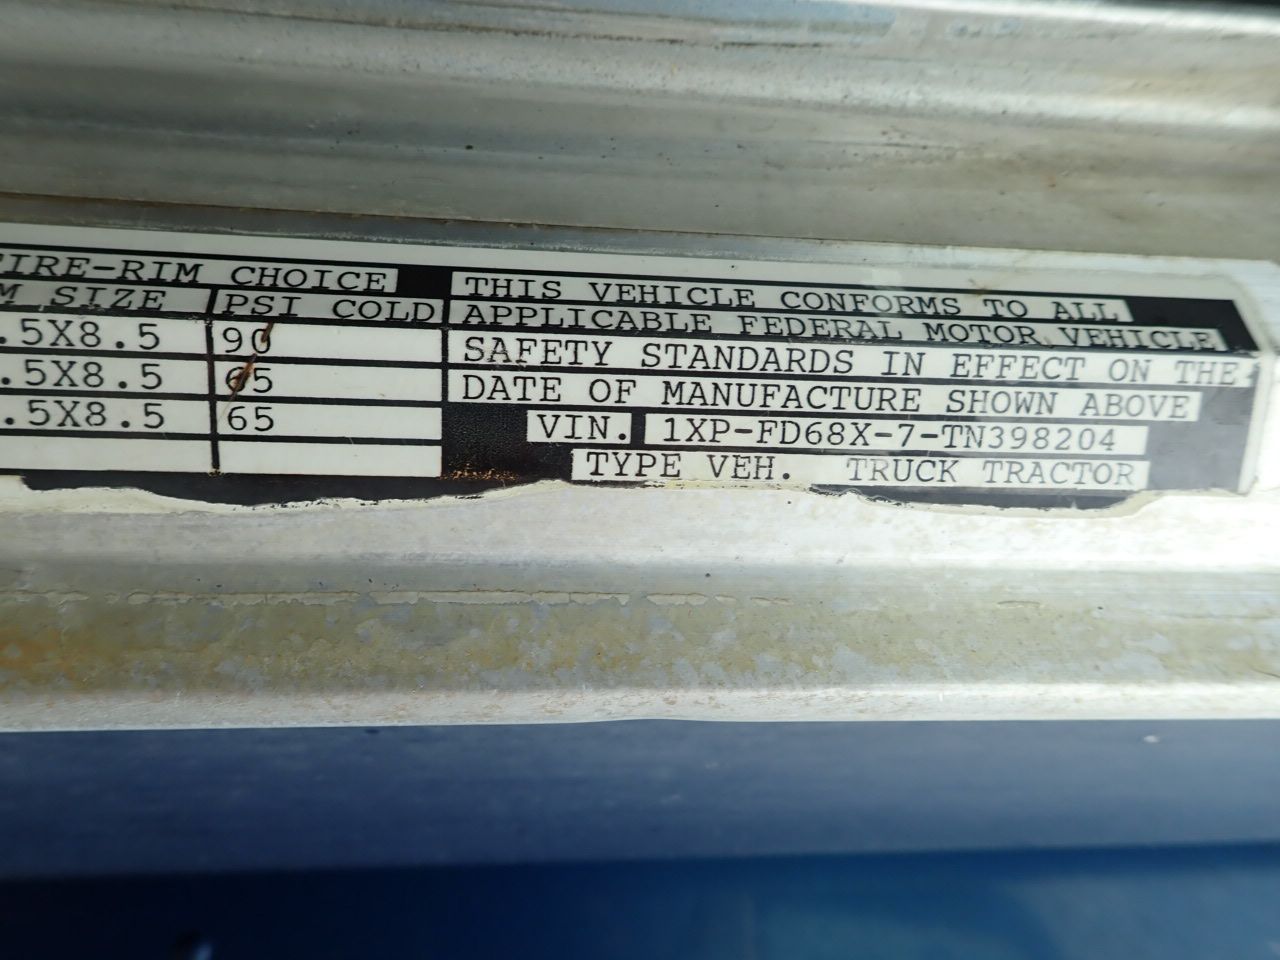 TIRE-RIM CHOICE
M SIZE PSI COLD
.5X8.5 90
.5X8.5 65
.5X8.5 65
THIS VEHICLE CONFORMS TO ALL
APPLICABLE FEDERAL MOTOR VEHICLE
SAFETY STANDARDS IN EFFECT ON THE
DATE OF MANUFACTURE SHOWN ABOVE
VIN. 1XP-FD68X-7-TN398204
TYPE VEH. TRUCK TRACTOR